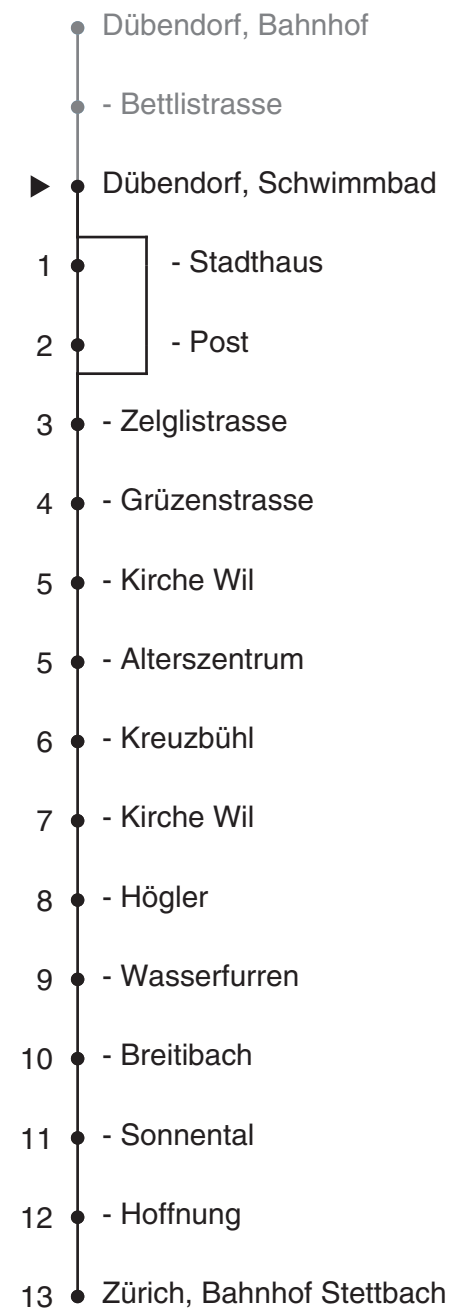 Dübendorf, Bahnhof
- Bettlistrasse
Dübendorf, Schwimmbad
1 - Stadthaus
2 - Post
3 - Zelglistrasse
4 - Grüzenstrasse
5 - Kirche Wil
5 - Alterszentrum
6 - Kreuzbühl
7 - Kirche Wil
8 - Högler
9 - Wasserfurren
10 - Breitibach
11 - Sonnental
12 - Hoffnung
13 Zürich, Bahnhof Stettbach